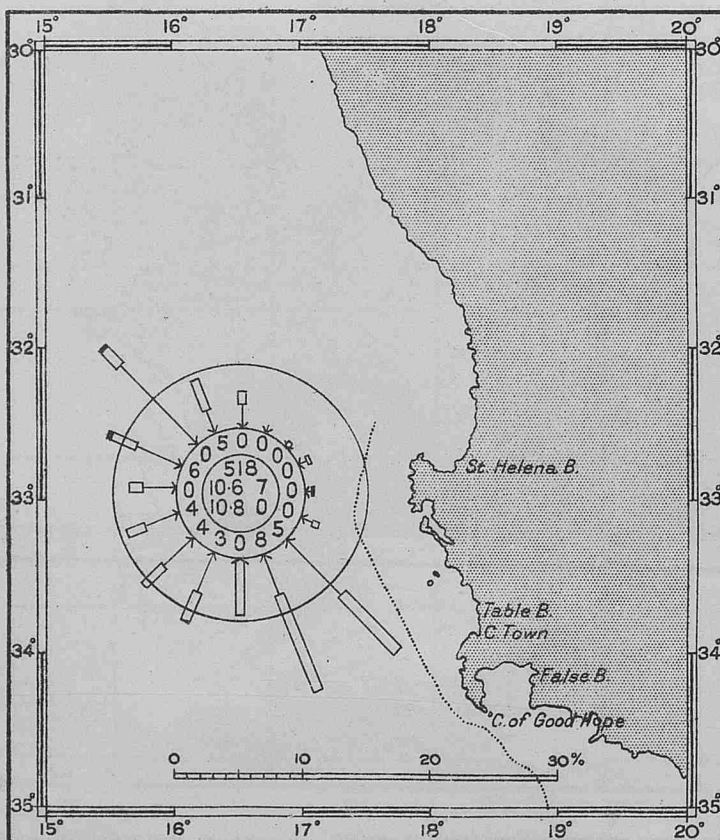 15° 16° 17° 18° 19° 20°
30° 30°
31° 31°
32° 32°
5 0 0
0 0
6 518 0
St. Helena B.
33° 0 10·6 7 0 33°
4 10·8 0 0
4 5
3 0 8
Table B.
C. Town
34° 34°
False B.
C. of Good Hope
0 10 20 30%
35° 35°
15° 16° 17° 18° 19° 20°